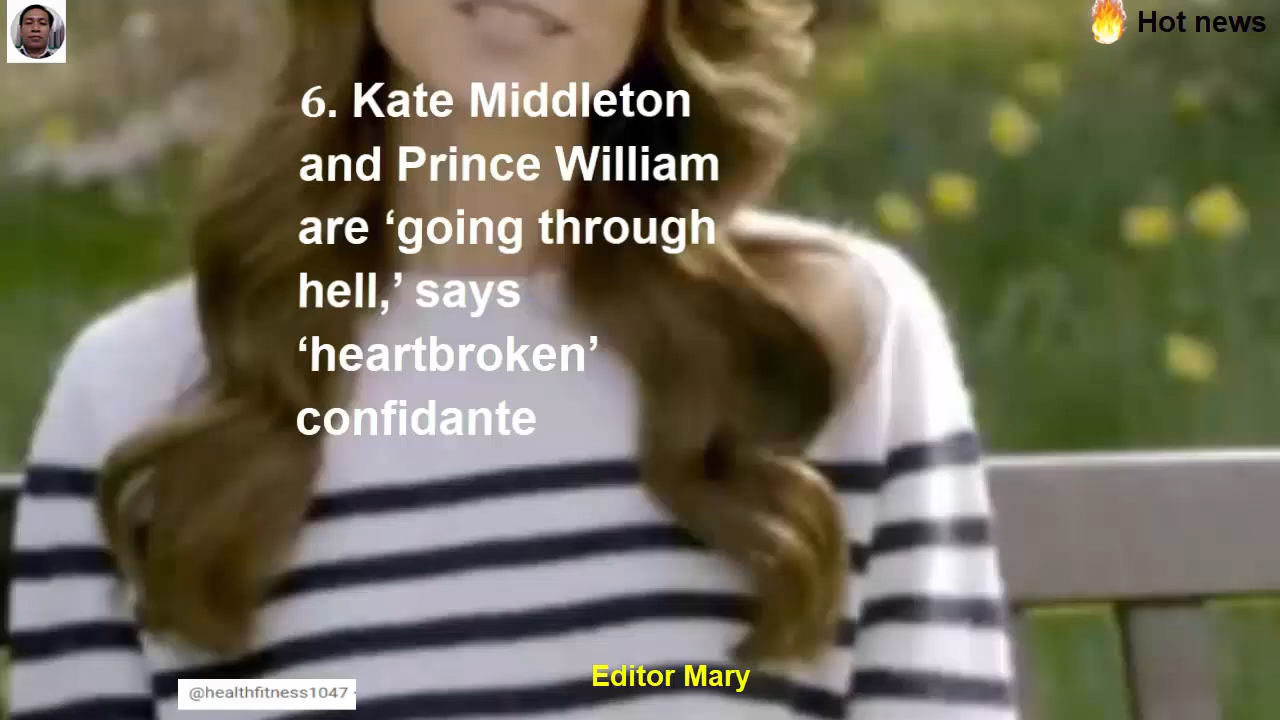 Hot news
6. Kate Middleton
and Prince William
are ‘going through
hell,’ says
‘heartbroken’
confidante
Editor Mary
@healthfitness1047